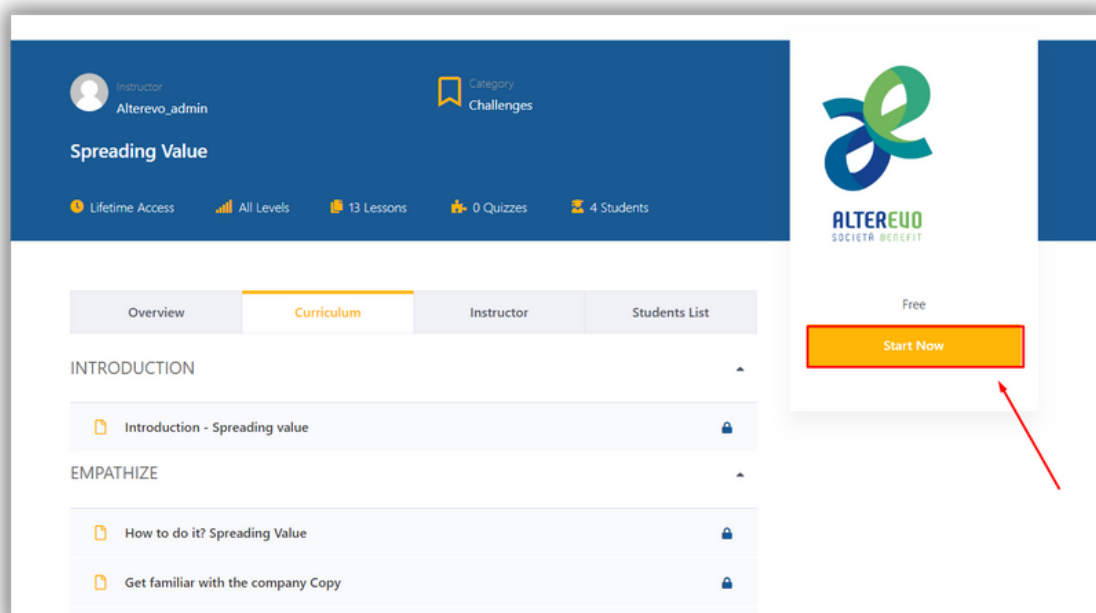 Instructor
Alterevo_admin
Category
Challenges
Spreading Value
Lifetime Access
All Levels
13 Lessons
0 Quizzes
4 Students
ALTEREVO
SOCIETÀ BENEFIT
Free
Start Now
Overview
Curriculum
Instructor
Students List
INTRODUCTION
Introduction - Spreading value
EMPATHIZE
How to do it? Spreading Value
Get familiar with the company Copy